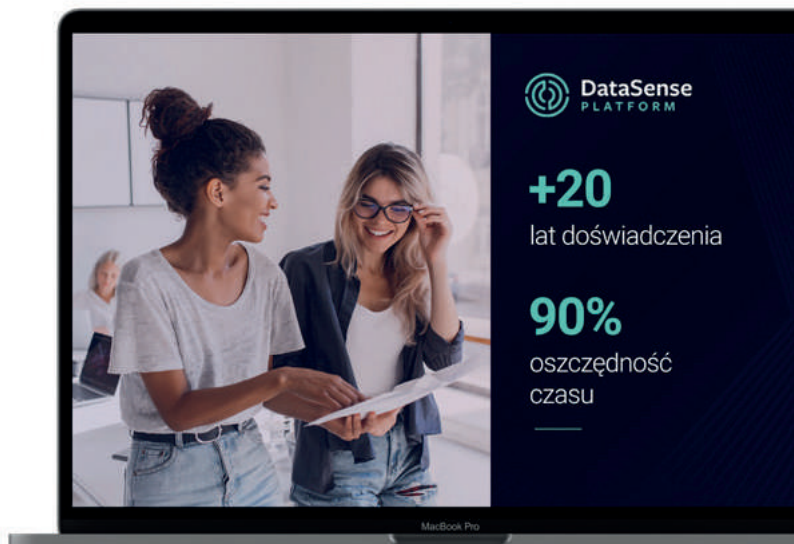 DataSense
PLATFORM
+20
lat doświadczenia
90%
oszczędność
czasu
MacBook Pro